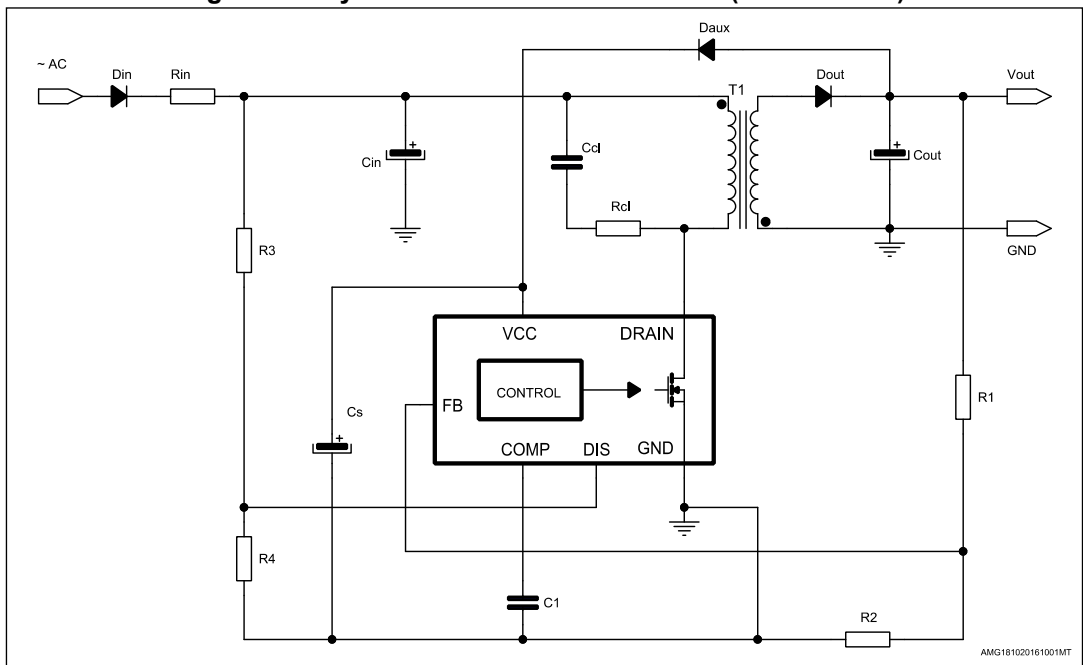 Daux
~ AC
Din
Rin
T1
Dout
Vout
+
Cin
Ccl
+
Cout
Rcl
GND
R3
VCC
DRAIN
CONTROL
R1
Cs
+
FB
COMP
DIS
GND
R4
C1
R2
AMG181020161001MT